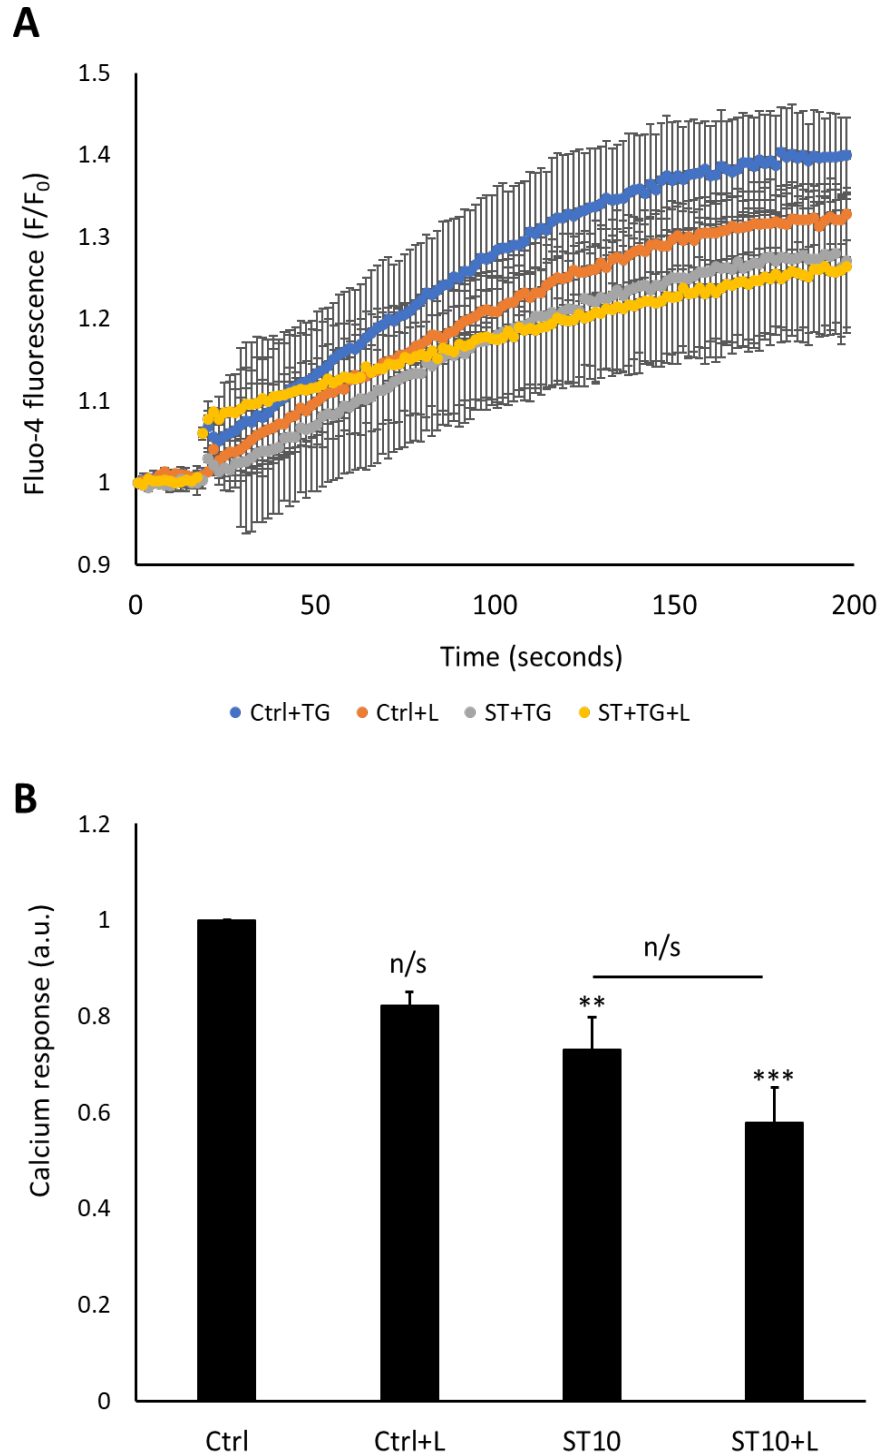 A
1.5
1.4
1.3
1.2
1.1
1
0.9
Fluo-4 fluorescence (F/F0)
0 50 100 150 200
Time (seconds)
Ctrl+TG Ctrl+L ST+TG ST+TG+L
B
1.2
1
0.8
0.6
0.4
0.2
0
Calcium response (a.u.)
n/s
n/s
**
***
Ctrl Ctrl+L ST10 ST10+L